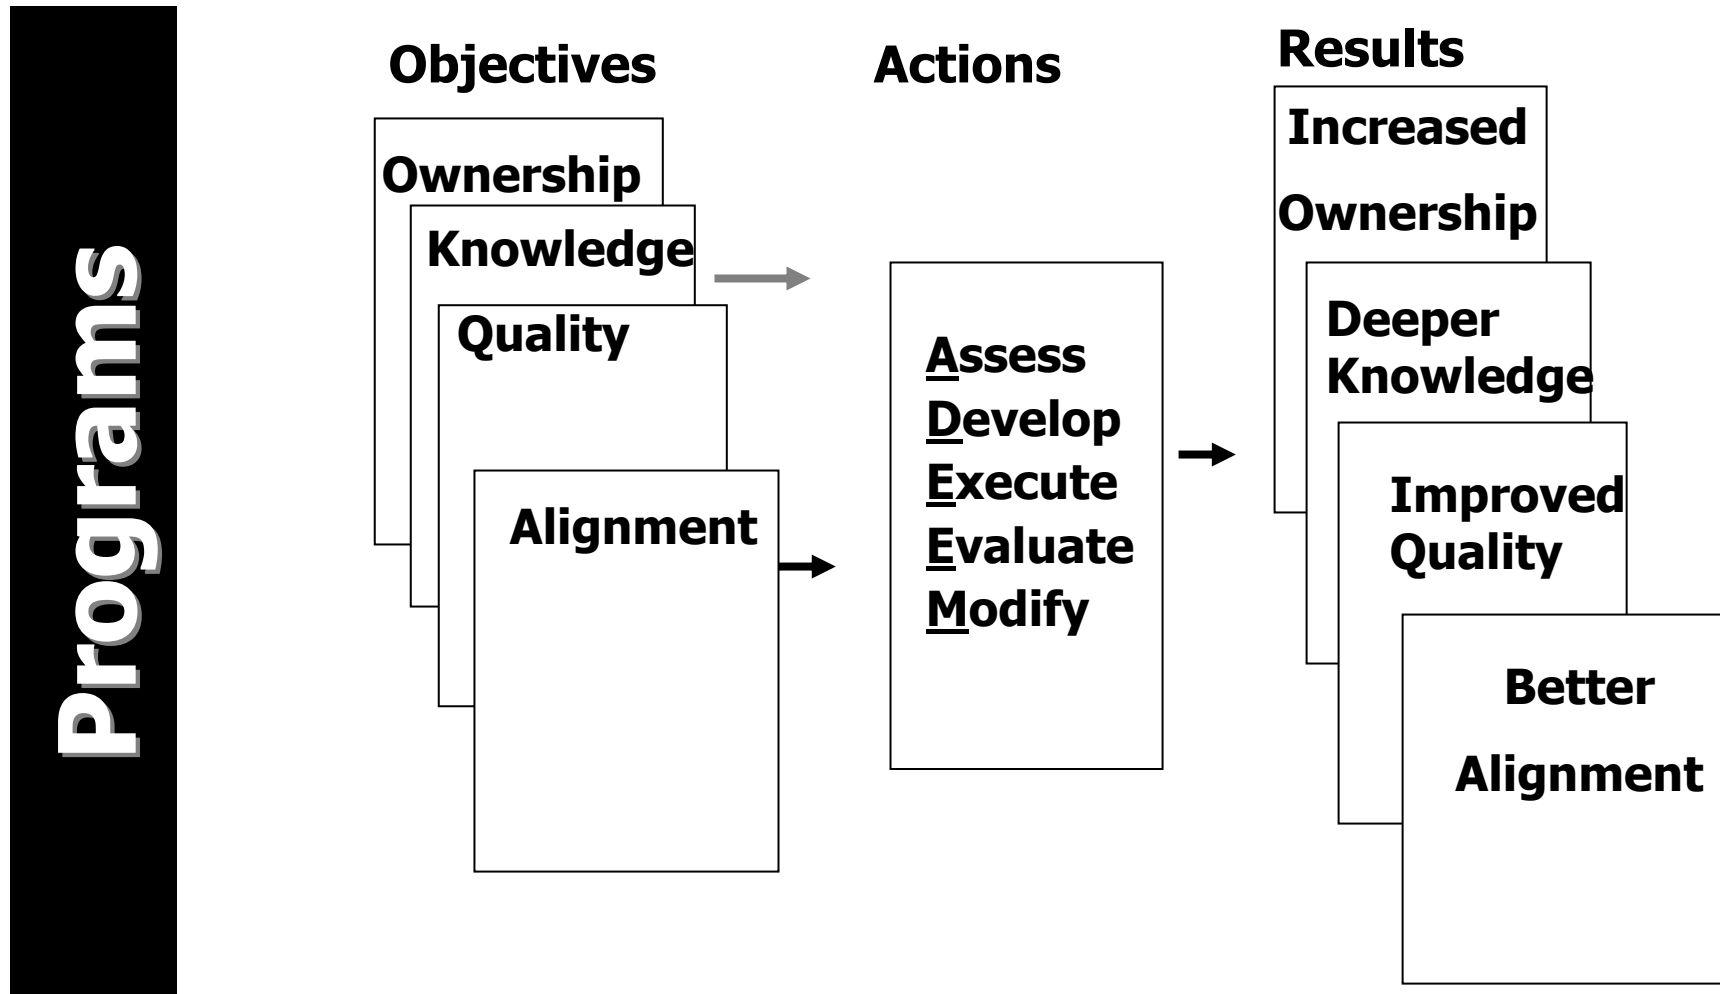 Programs
Objectives
Ownership
Knowledge
Quality
Alignment
Actions
Assess
Develop
Execute
Evaluate
Modify
Results
Increased
Ownership
Deeper
Knowledge
Improved
Quality
Better
Alignment